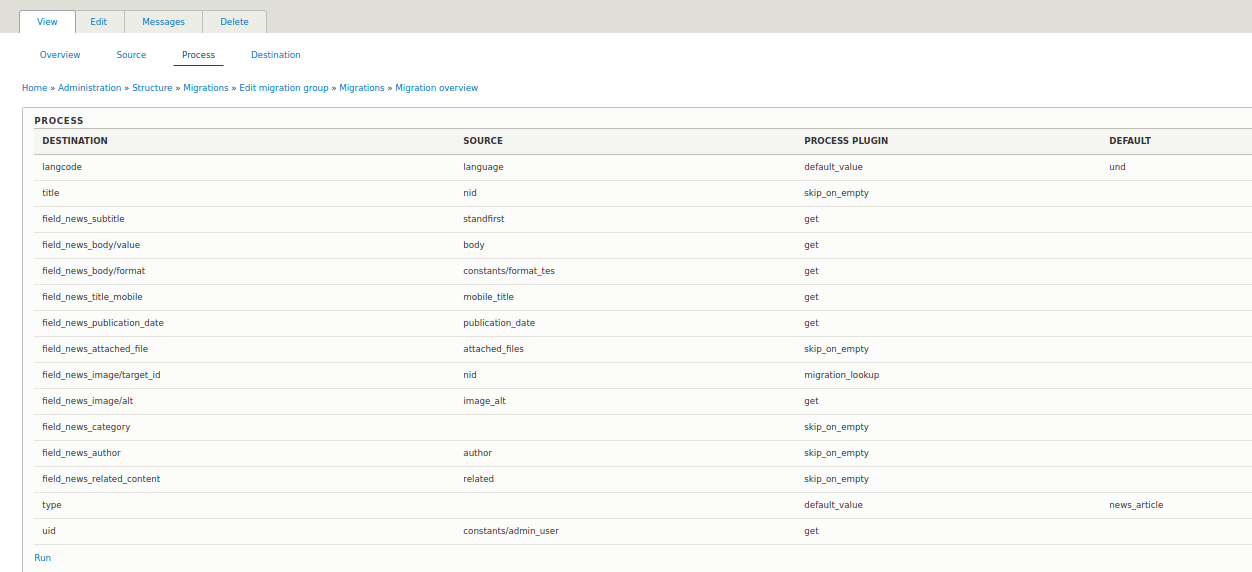 View Edit Messages Delete
Overview Source Process Destination
Home » Administration » Structure » Migrations » Edit migration group » Migrations » Migration overview
PROCESS
DESTINATION SOURCE PROCESS PLUGIN DEFAULT
langcode language default_value und
title nid skip_on_empty
field_news_subtitle standfirst get
field_news_body/value body get
field_news_body/format constants/format_tes get
field_news_title_mobile mobile_title get
field_news_publication_date publication_date get
field_news_attached_file attached_files skip_on_empty
field_news_image/target_id nid migration_lookup
field_news_image/alt image_alt get
field_news_category skip_on_empty
field_news_author author skip_on_empty
field_news_related_content related skip_on_empty
type default_value news_article
uid constants/admin_user get
Run